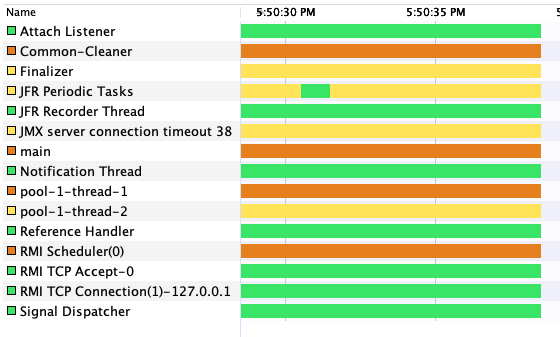 Name 5:50:30 PM 5:50:35 PM
Attach Listener
Common-Cleaner
Finalizer
JFR Periodic Tasks
JFR Recorder Thread
JMX server connection timeout 38
main
Notification Thread
pool-1-thread-1
pool-1-thread-2
Reference Handler
RMI Scheduler(0)
RMI TCP Accept-0
RMI TCP Connection(1)-127.0.0.1
Signal Dispatcher